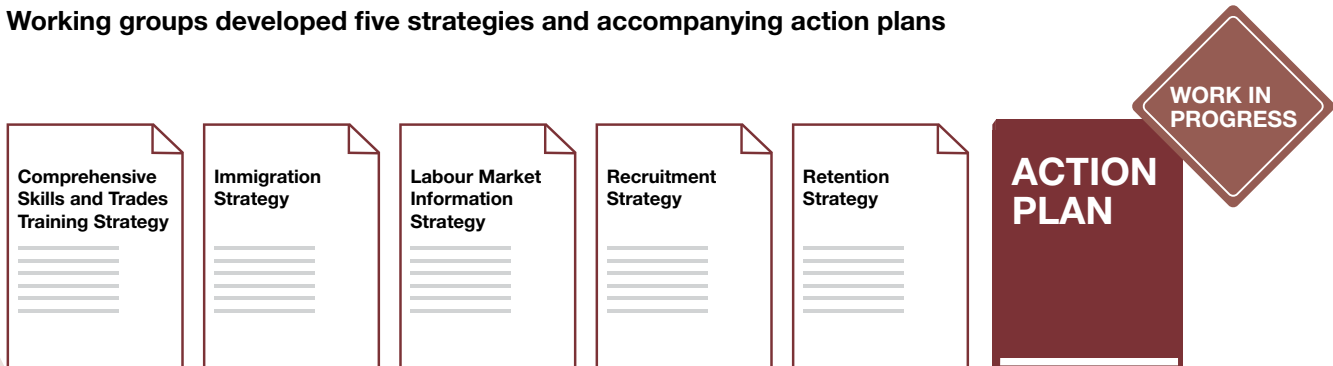 Working groups developed five strategies and accompanying action plans
WORK IN
PROGRESS
Comprehensive
Skills and Trades
Training Strategy
Immigration
Strategy
Labour Market
Information
Strategy
Recruitment
Strategy
Retention
Strategy
ACTION
PLAN